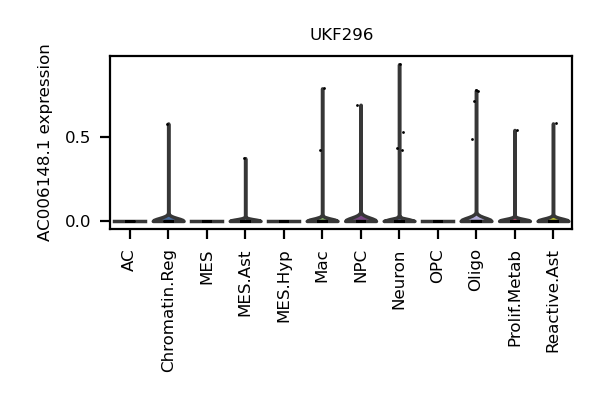 UKF296
AC006148.1 expression
0.5
0.0
AC
Chromatin.Reg
MES
MES.Ast
MES.Hyp
Mac
NPC
Neuron
OPC
Oligo
Prolif.Metab
Reactive.Ast